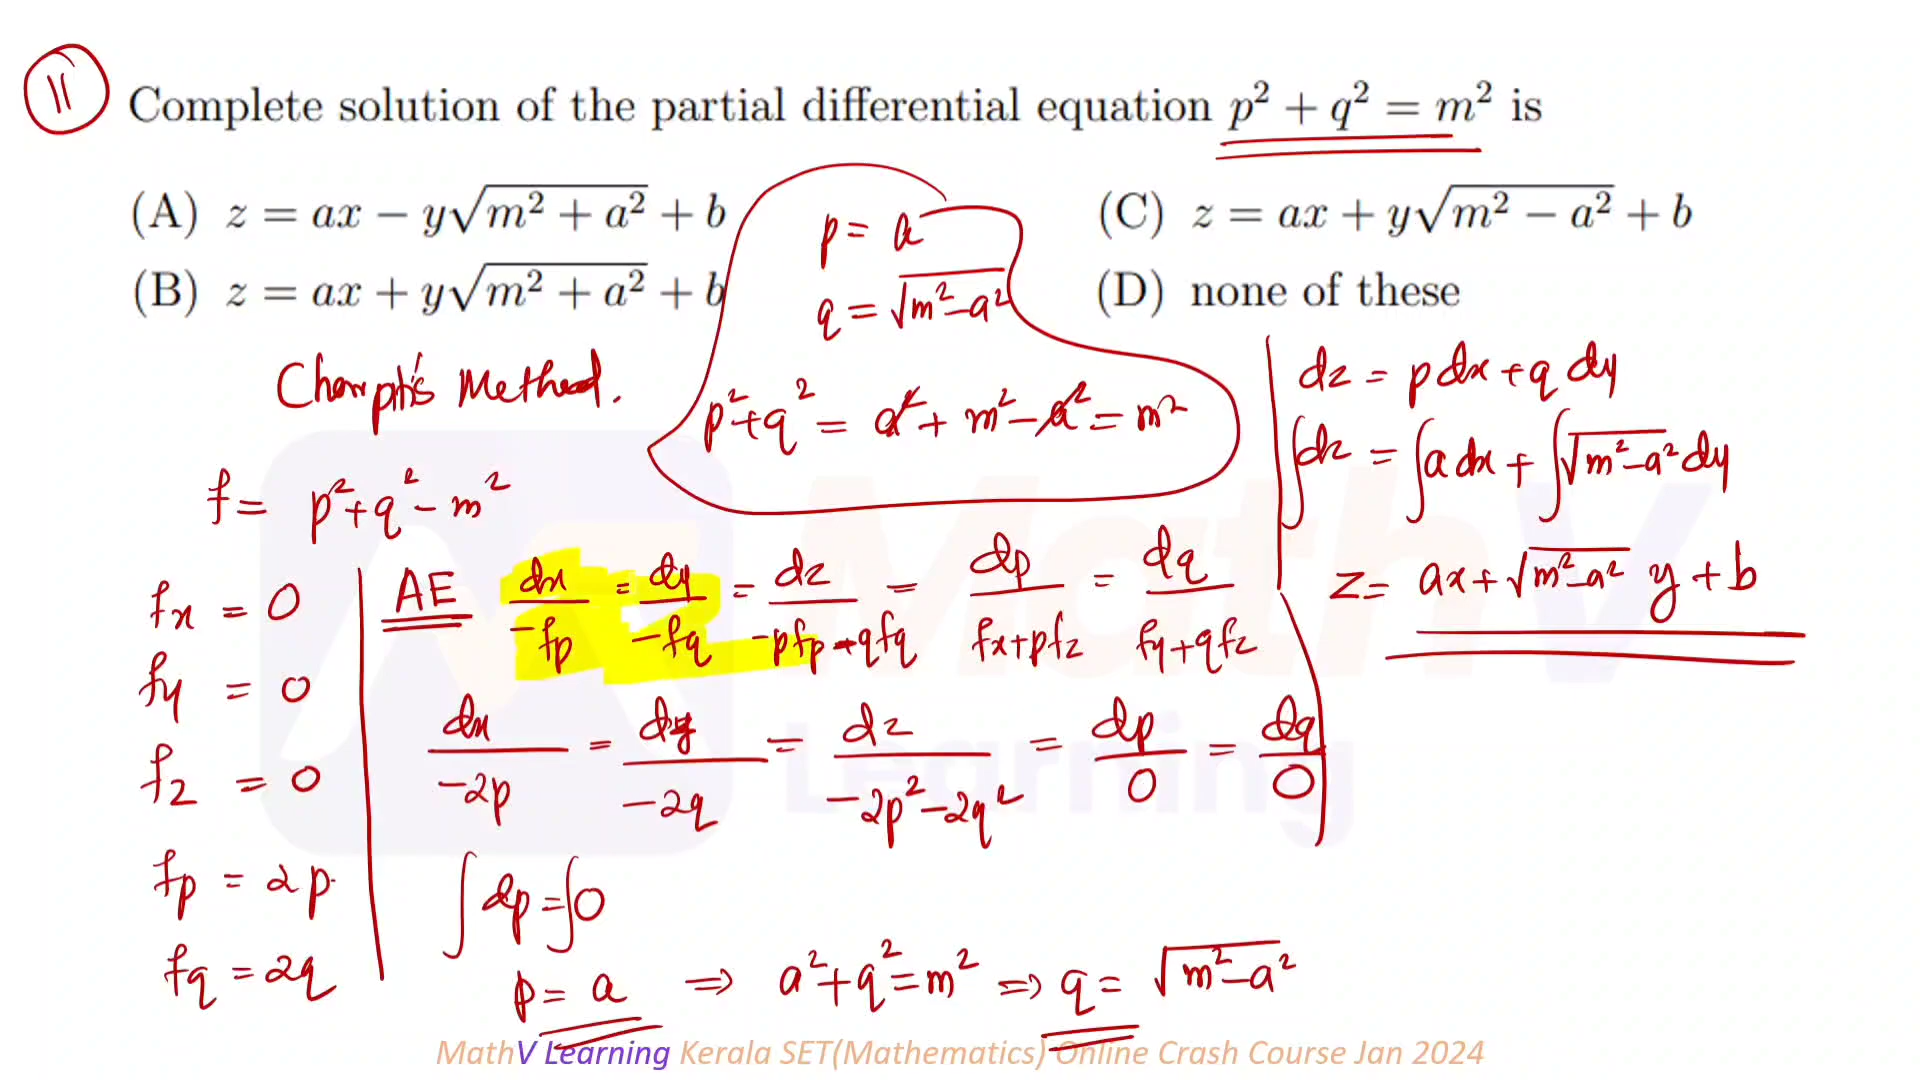 11
Complete solution of the partial differential equation p² + q² = m² is
(A) z = ax − y√(m² + a²) + b
(B) z = ax + y√(m² + a²) + b
(C) z = ax + y√(m² − a²) + b
(D) none of these
p = a
q = √(m²−a²)
p²+q² = a² + m² − a² = m²
Charpit's Method.
f = p²+q² − m²
fx = 0
fy = 0
fz = 0
fp = 2p
fq = 2q
AE dx/−fp = dy/−fq = dz/−pfp−qfq = dp/fx+pfz = dq/fy+qfz
dx/−2p = dy/−2q = dz/−2p²−2q² = dp/0 = dq/0
∫dp = ∫0
p = a ⇒ a²+q² = m² ⇒ q = √(m²−a²)
dz = pdx + q dy
∫dz = ∫a dx + ∫√(m²−a²) dy
z = ax + √(m²−a²) y + b
MathV Learning
MathV Learning Kerala SET(Mathematics) Online Crash Course Jan 2024